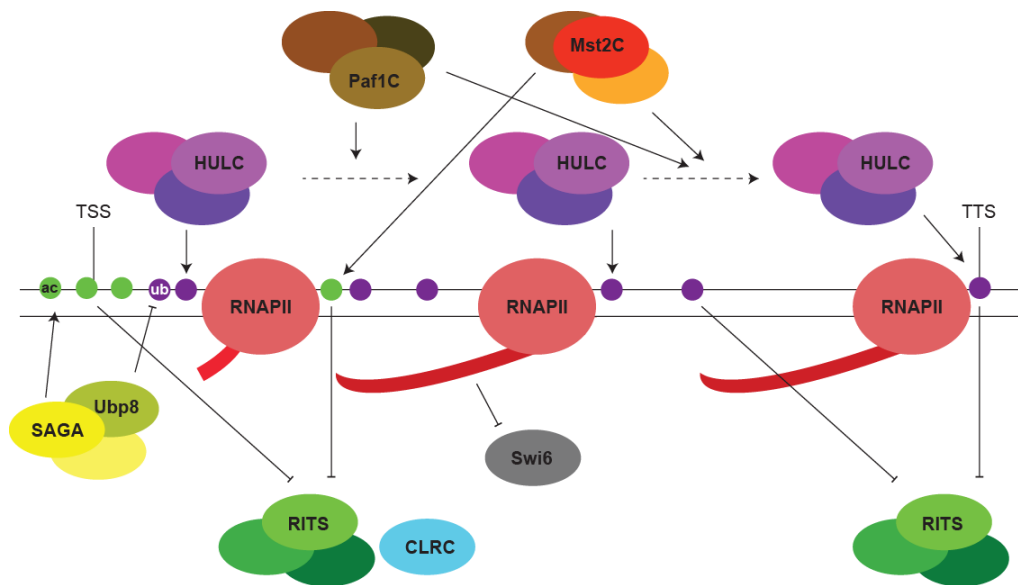 Paf1C
Mst2C
HULC
HULC
HULC
TSS
TTS
ac
ub
RNAPII
RNAPII
RNAPII
Ubp8
SAGA
Swi6
RITS
CLRC
RITS